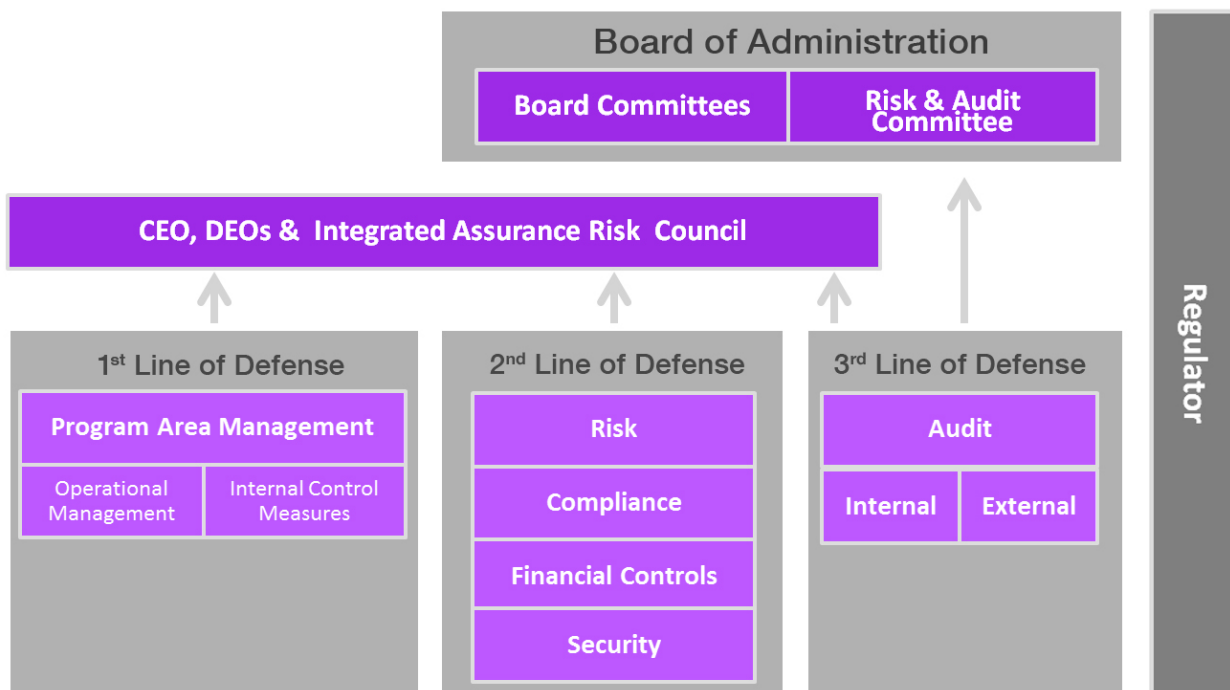 Board of Administration
Board Committees
Risk & Audit
Committee
CEO, DEOs & Integrated Assurance Risk Council
1st Line of Defense
Program Area Management
Operational
Management
Internal Control
Measures
2nd Line of Defense
Risk
Compliance
Financial Controls
Security
3rd Line of Defense
Audit
Internal
External
Regulator